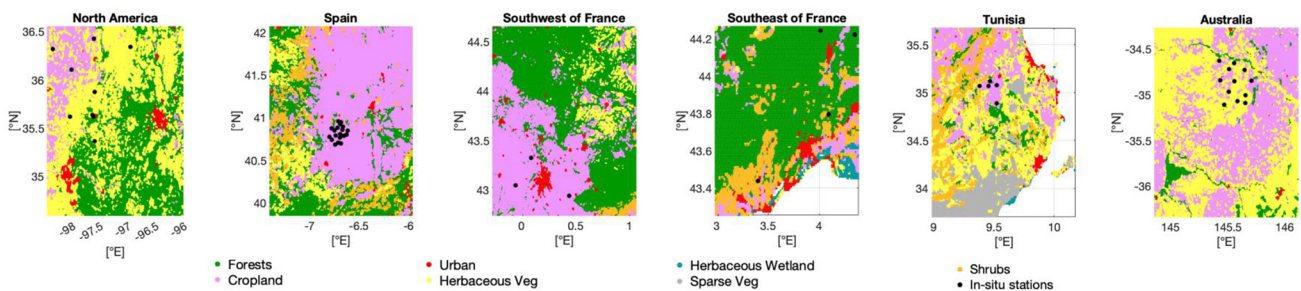 North America
36.5
36
35.5
35
[°N]
-98
-97.5
-97
-96.5
-96
[°E]
Spain
42
41.5
41
40.5
40
[°N]
-7
-6.5
-6
[°E]
Southwest of France
44.5
44
43.5
43
[°N]
0
0.5
1
[°E]
Southeast of France
44.2
44
43.8
43.6
43.4
[°N]
3
3.5
4
[°E]
Tunisia
35.5
35
34.5
34
[°N]
9
9.5
10
[°E]
Australia
-34.5
-35
-35.5
-36
[°N]
145
145.5
146
[°E]
Forests
Cropland
Urban
Herbaceous Veg
Herbaceous Wetland
Sparse Veg
Shrubs
In-situ stations